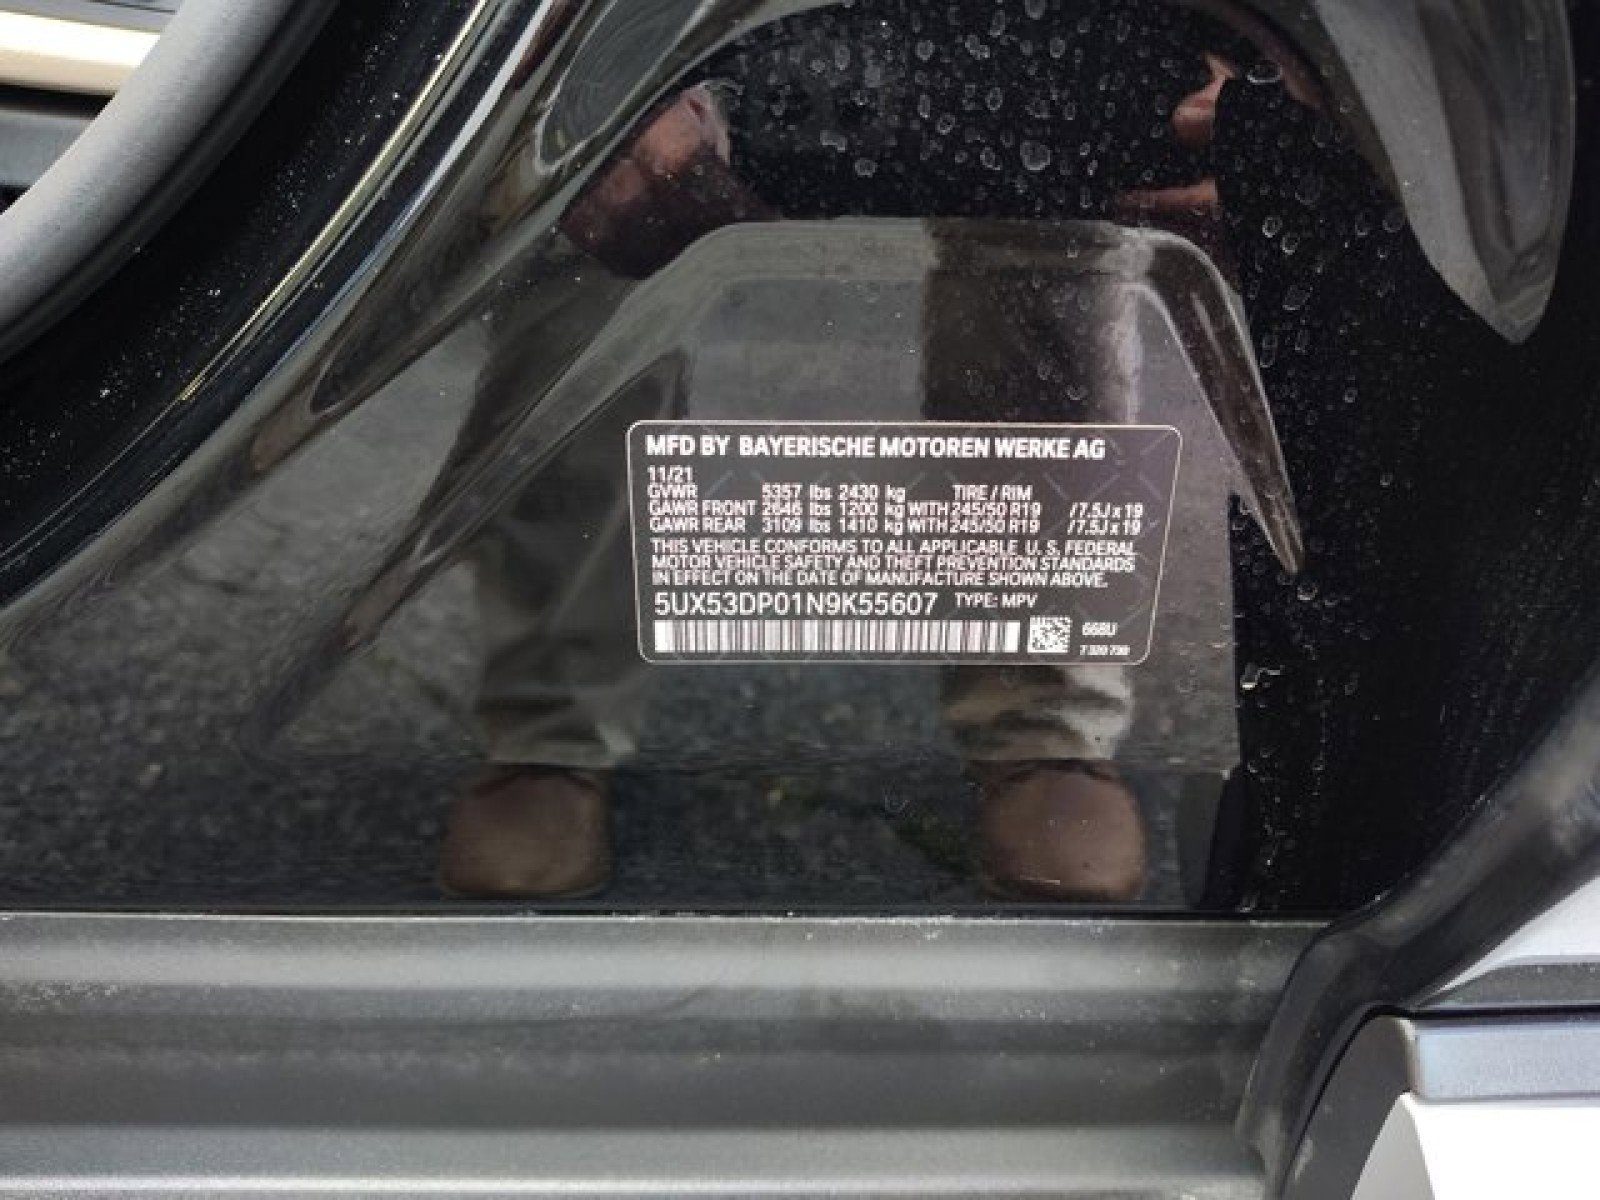 MFD BY BAYERISCHE MOTOREN WERKE AG
11/21
GVWR 5357 lbs 2430 kg TIRE / RIM
GAWR FRONT 2646 lbs 1200 kg WITH 245/50 R19 / 7.5J x 19
GAWR REAR 3109 lbs 1410 kg WITH 245/50 R19 / 7.5J x 19
THIS VEHICLE CONFORMS TO ALL APPLICABLE U. S. FEDERAL
MOTOR VEHICLE SAFETY AND THEFT PREVENTION STANDARDS
IN EFFECT ON THE DATE OF MANUFACTURE SHOWN ABOVE.
5UX53DP01N9K55607 TYPE: MPV
668U